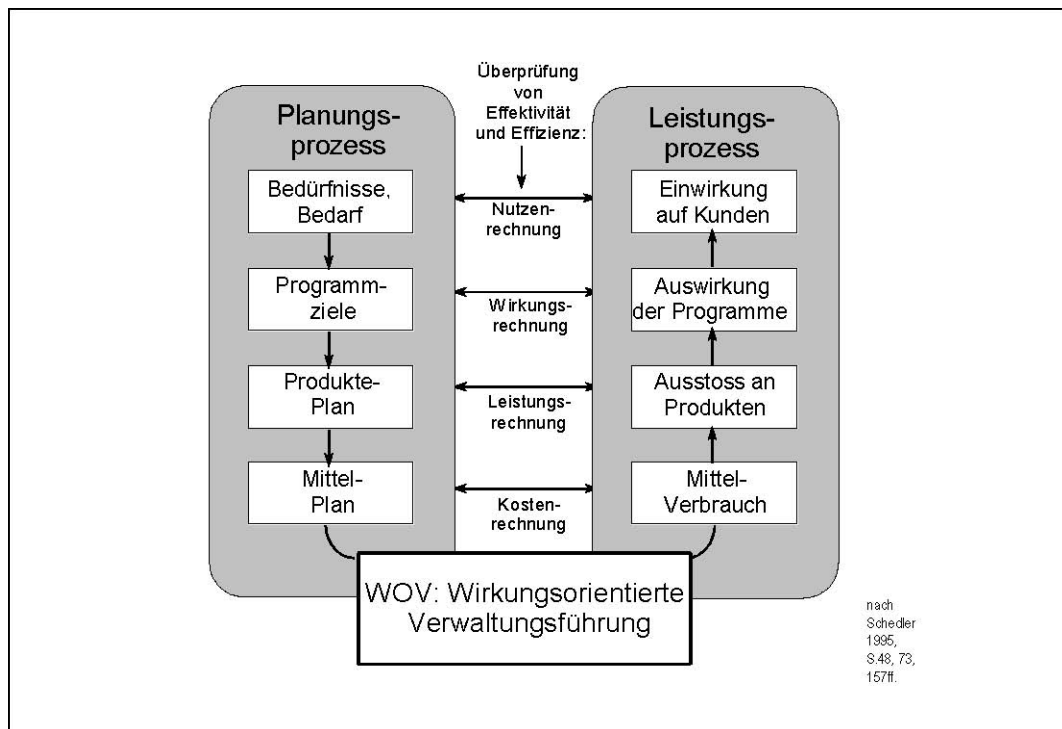 Überprüfung
von
Effektivität
und Effizienz:
Planungs-
prozess
Bedürfnisse,
Bedarf
Programm-
ziele
Produkte-
Plan
Mittel-
Plan
Nutzen-
rechnung
Wirkungs-
rechnung
Leistungs-
rechnung
Kosten-
rechnung
Leistungs-
prozess
Einwirkung
auf Kunden
Auswirkung
der Programme
Ausstoss an
Produkten
Mittel-
Verbrauch
WOV: Wirkungsorientierte
Verwaltungsführung
nach
Schedler
1995,
S.48, 73,
157ff.